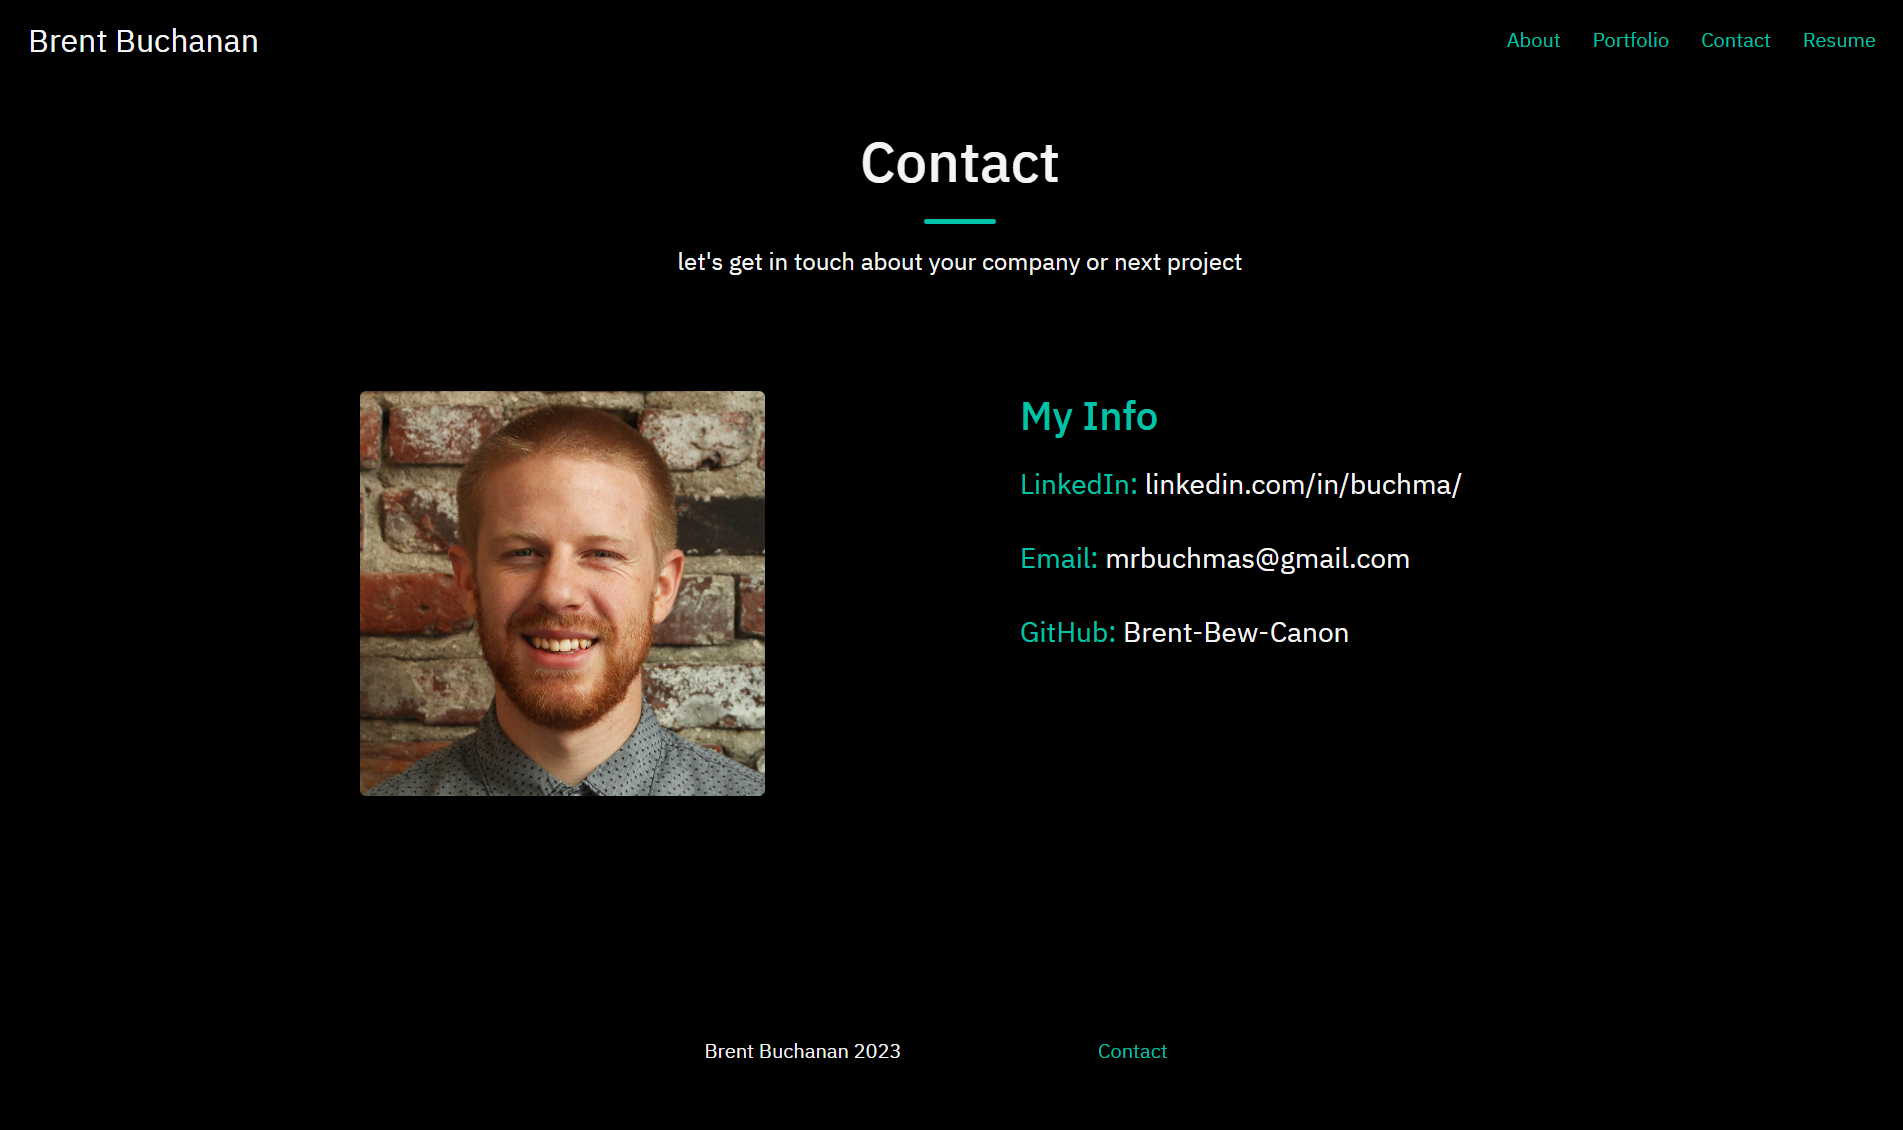 Brent Buchanan
About Portfolio Contact Resume
Contact
let's get in touch about your company or next project
My Info
LinkedIn: linkedin.com/in/buchma/
Email: mrbuchmas@gmail.com
GitHub: Brent-Bew-Canon
Brent Buchanan 2023
Contact